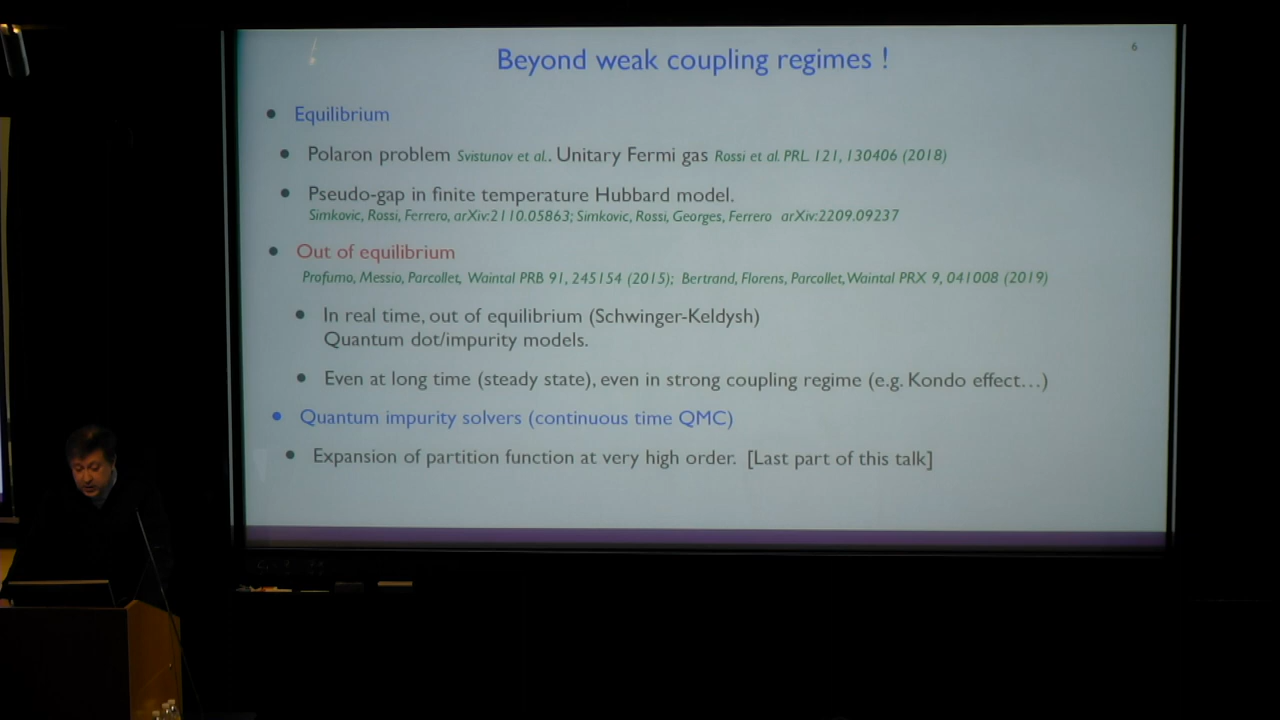 6
Beyond weak coupling regimes !
Equilibrium
Polaron problem Svistunov et al.. Unitary Fermi gas Rossi et al. PRL 121, 130406 (2018)
Pseudo-gap in finite temperature Hubbard model.
Simkovic, Rossi, Ferrero, arXiv:2110.05863; Simkovic, Rossi, Georges, Ferrero arXiv:2209.09237
Out of equilibrium
Profumo, Messio, Parcollet, Waintal PRB 91, 245154 (2015); Bertrand, Florens, Parcollet, Waintal PRX 9, 041008 (2019)
In real time, out of equilibrium (Schwinger-Keldysh)
Quantum dot/impurity models.
Even at long time (steady state), even in strong coupling regime (e.g. Kondo effect…)
Quantum impurity solvers (continuous time QMC)
Expansion of partition function at very high order. [Last part of this talk]